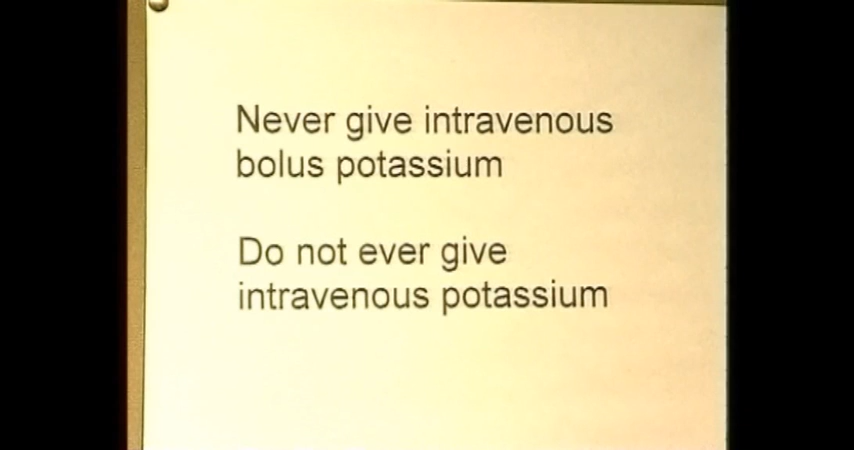 Never give intravenous
bolus potassium
Do not ever give
intravenous potassium